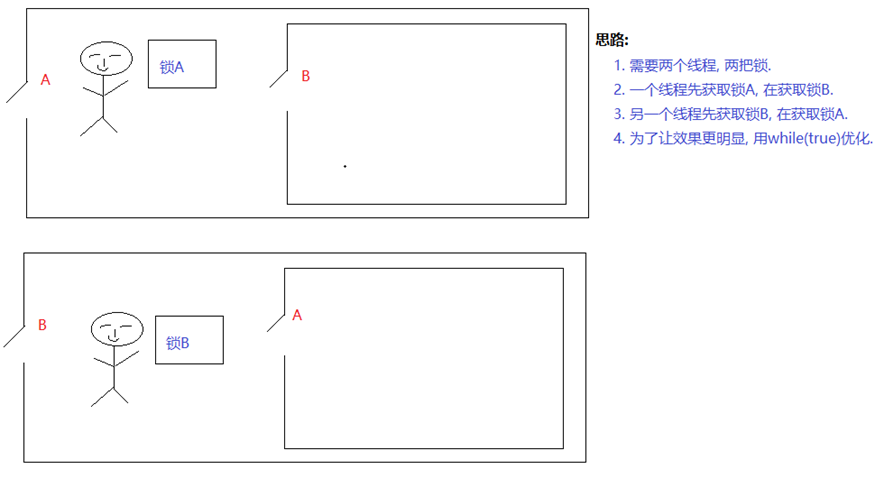 A
锁A
B
思路:
1. 需要两个线程, 两把锁.
2. 一个线程先获取锁A, 在获取锁B.
3. 另一个线程先获取锁B, 在获取锁A.
4. 为了让效果更明显, 用while(true)优化.
B
锁B
A